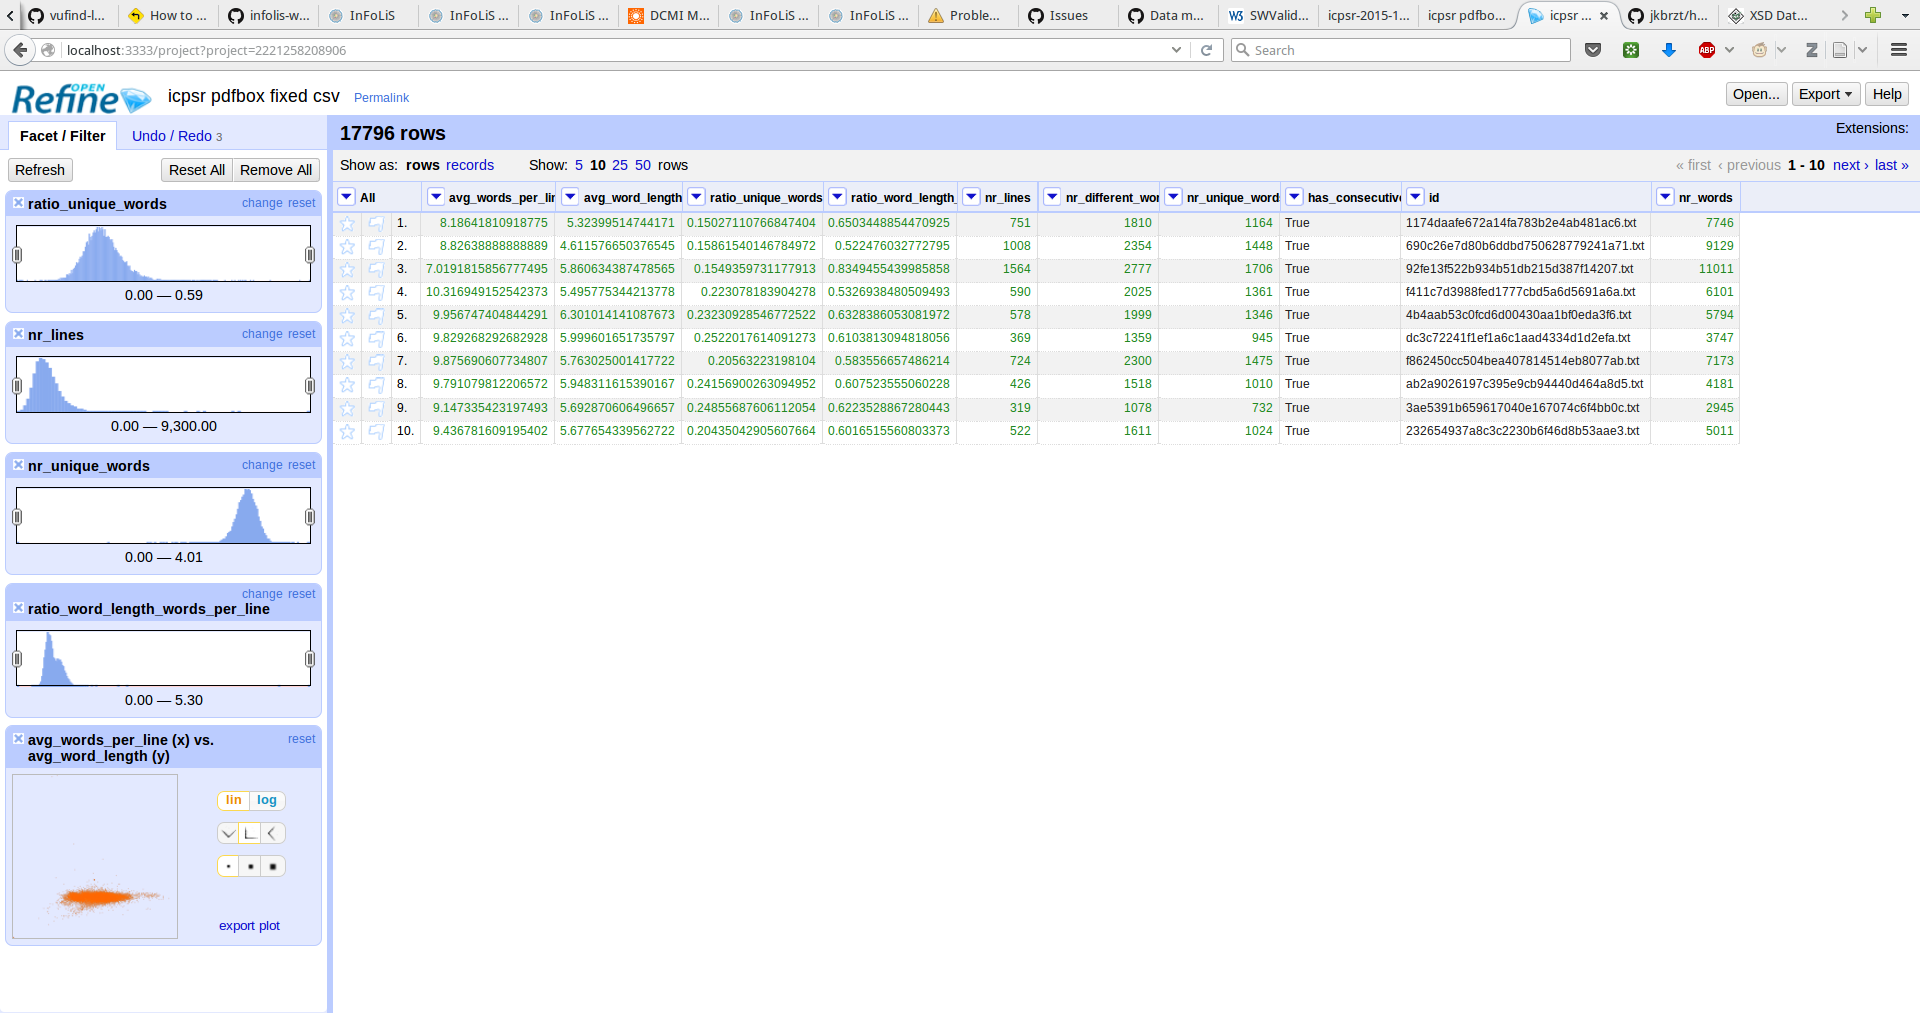 vufind-l... How to ... infolis-w... InFoLiS InFoLiS ... InFoLiS ... DCMI M... InFoLiS ... InFoLiS ... Proble... Issues Data m... SWValid... icpsr-2015-1... icpsr pdfbo... icpsr ... jkbrzt/h... XSD Dat...
localhost:3333/project?project=2221258208906 Search ABP
OPEN Refine icpsr pdfbox fixed csv Permalink Open... Export Help
Facet / Filter Undo / Redo 3 17796 rows Extensions:
Refresh Reset All Remove All Show as: rows records Show: 5 10 25 50 rows « first ‹ previous 1 - 10 next › last »
All avg_words_per_lin avg_word_length ratio_unique_words ratio_word_length_ nr_lines nr_different_wor nr_unique_word has_consecutive id nr_words
1. 8.18641810918775 5.32399514744171 0.15027110766847404 0.6503448854470925 751 1810 1164 True 1174daafe672a14fa783b2e4ab481ac6.txt 7746
2. 8.82638888888889 4.611576650376545 0.15861540146784972 0.522476032772795 1008 2354 1448 True 690c26e7d80b6ddbd750628779241a71.txt 9129
3. 7.0191815856777495 5.860634387478565 0.1549359731177913 0.8349455439985858 1564 2777 1706 True 92fe13f522b934b51db215d387f14207.txt 11011
4. 10.316949152542373 5.495775344213778 0.223078183904278 0.5326938480509493 590 2025 1361 True f411c7d3988fed1777cbd5a6d5691a6a.txt 6101
5. 9.956747404844291 6.301014141087673 0.23230928546772522 0.6328386053081972 578 1999 1346 True 4b4aab53c0fcd6d00430aa1bf0eda3f6.txt 5794
6. 9.829268292682928 5.999601651735797 0.2522017614091273 0.6103813094818056 369 1359 945 True dc3c72241f1ef1a6c1aad4334d1d2efa.txt 3747
7. 9.875690607734807 5.763025001417722 0.20563223198104 0.583556657486214 724 2300 1475 True f862450cc504bea407814514eb8077ab.txt 7173
8. 9.791079812206572 5.948311615390167 0.24156900263094952 0.607523555060228 426 1518 1010 True ab2a9026197c395e9cb94440d464a8d5.txt 4181
9. 9.147335423197493 5.692870606496657 0.24855687606112054 0.6223528867280443 319 1078 732 True 3ae5391b659617040e167074c6f4bb0c.txt 2945
10. 9.436781609195402 5.677654339562722 0.20435042905607664 0.6016515560803373 522 1611 1024 True 232654937a8c3c2230b6f46d8b53aae3.txt 5011
ratio_unique_words change reset
0.00 — 0.59
nr_lines change reset
0.00 — 9,300.00
nr_unique_words change reset
0.00 — 4.01
change reset
ratio_word_length_words_per_line
0.00 — 5.30
avg_words_per_line (x) vs. reset
avg_word_length (y)
lin log
export plot